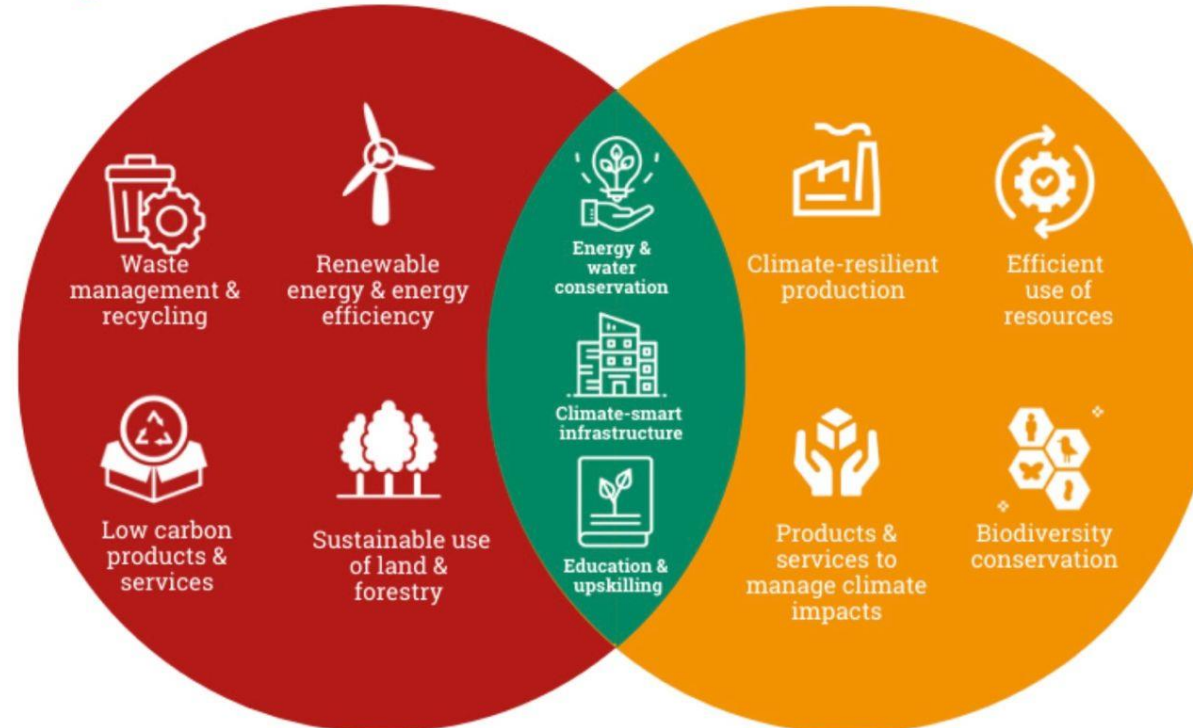 Waste
management &
recycling
Renewable
energy & energy
efficiency
Low carbon
products &
services
Sustainable use
of land &
forestry
Energy &
water
conservation
Climate-smart
infrastructure
Education &
upskilling
Climate-resilient
production
Efficient
use of
resources
Products &
services to
manage climate
impacts
Biodiversity
conservation